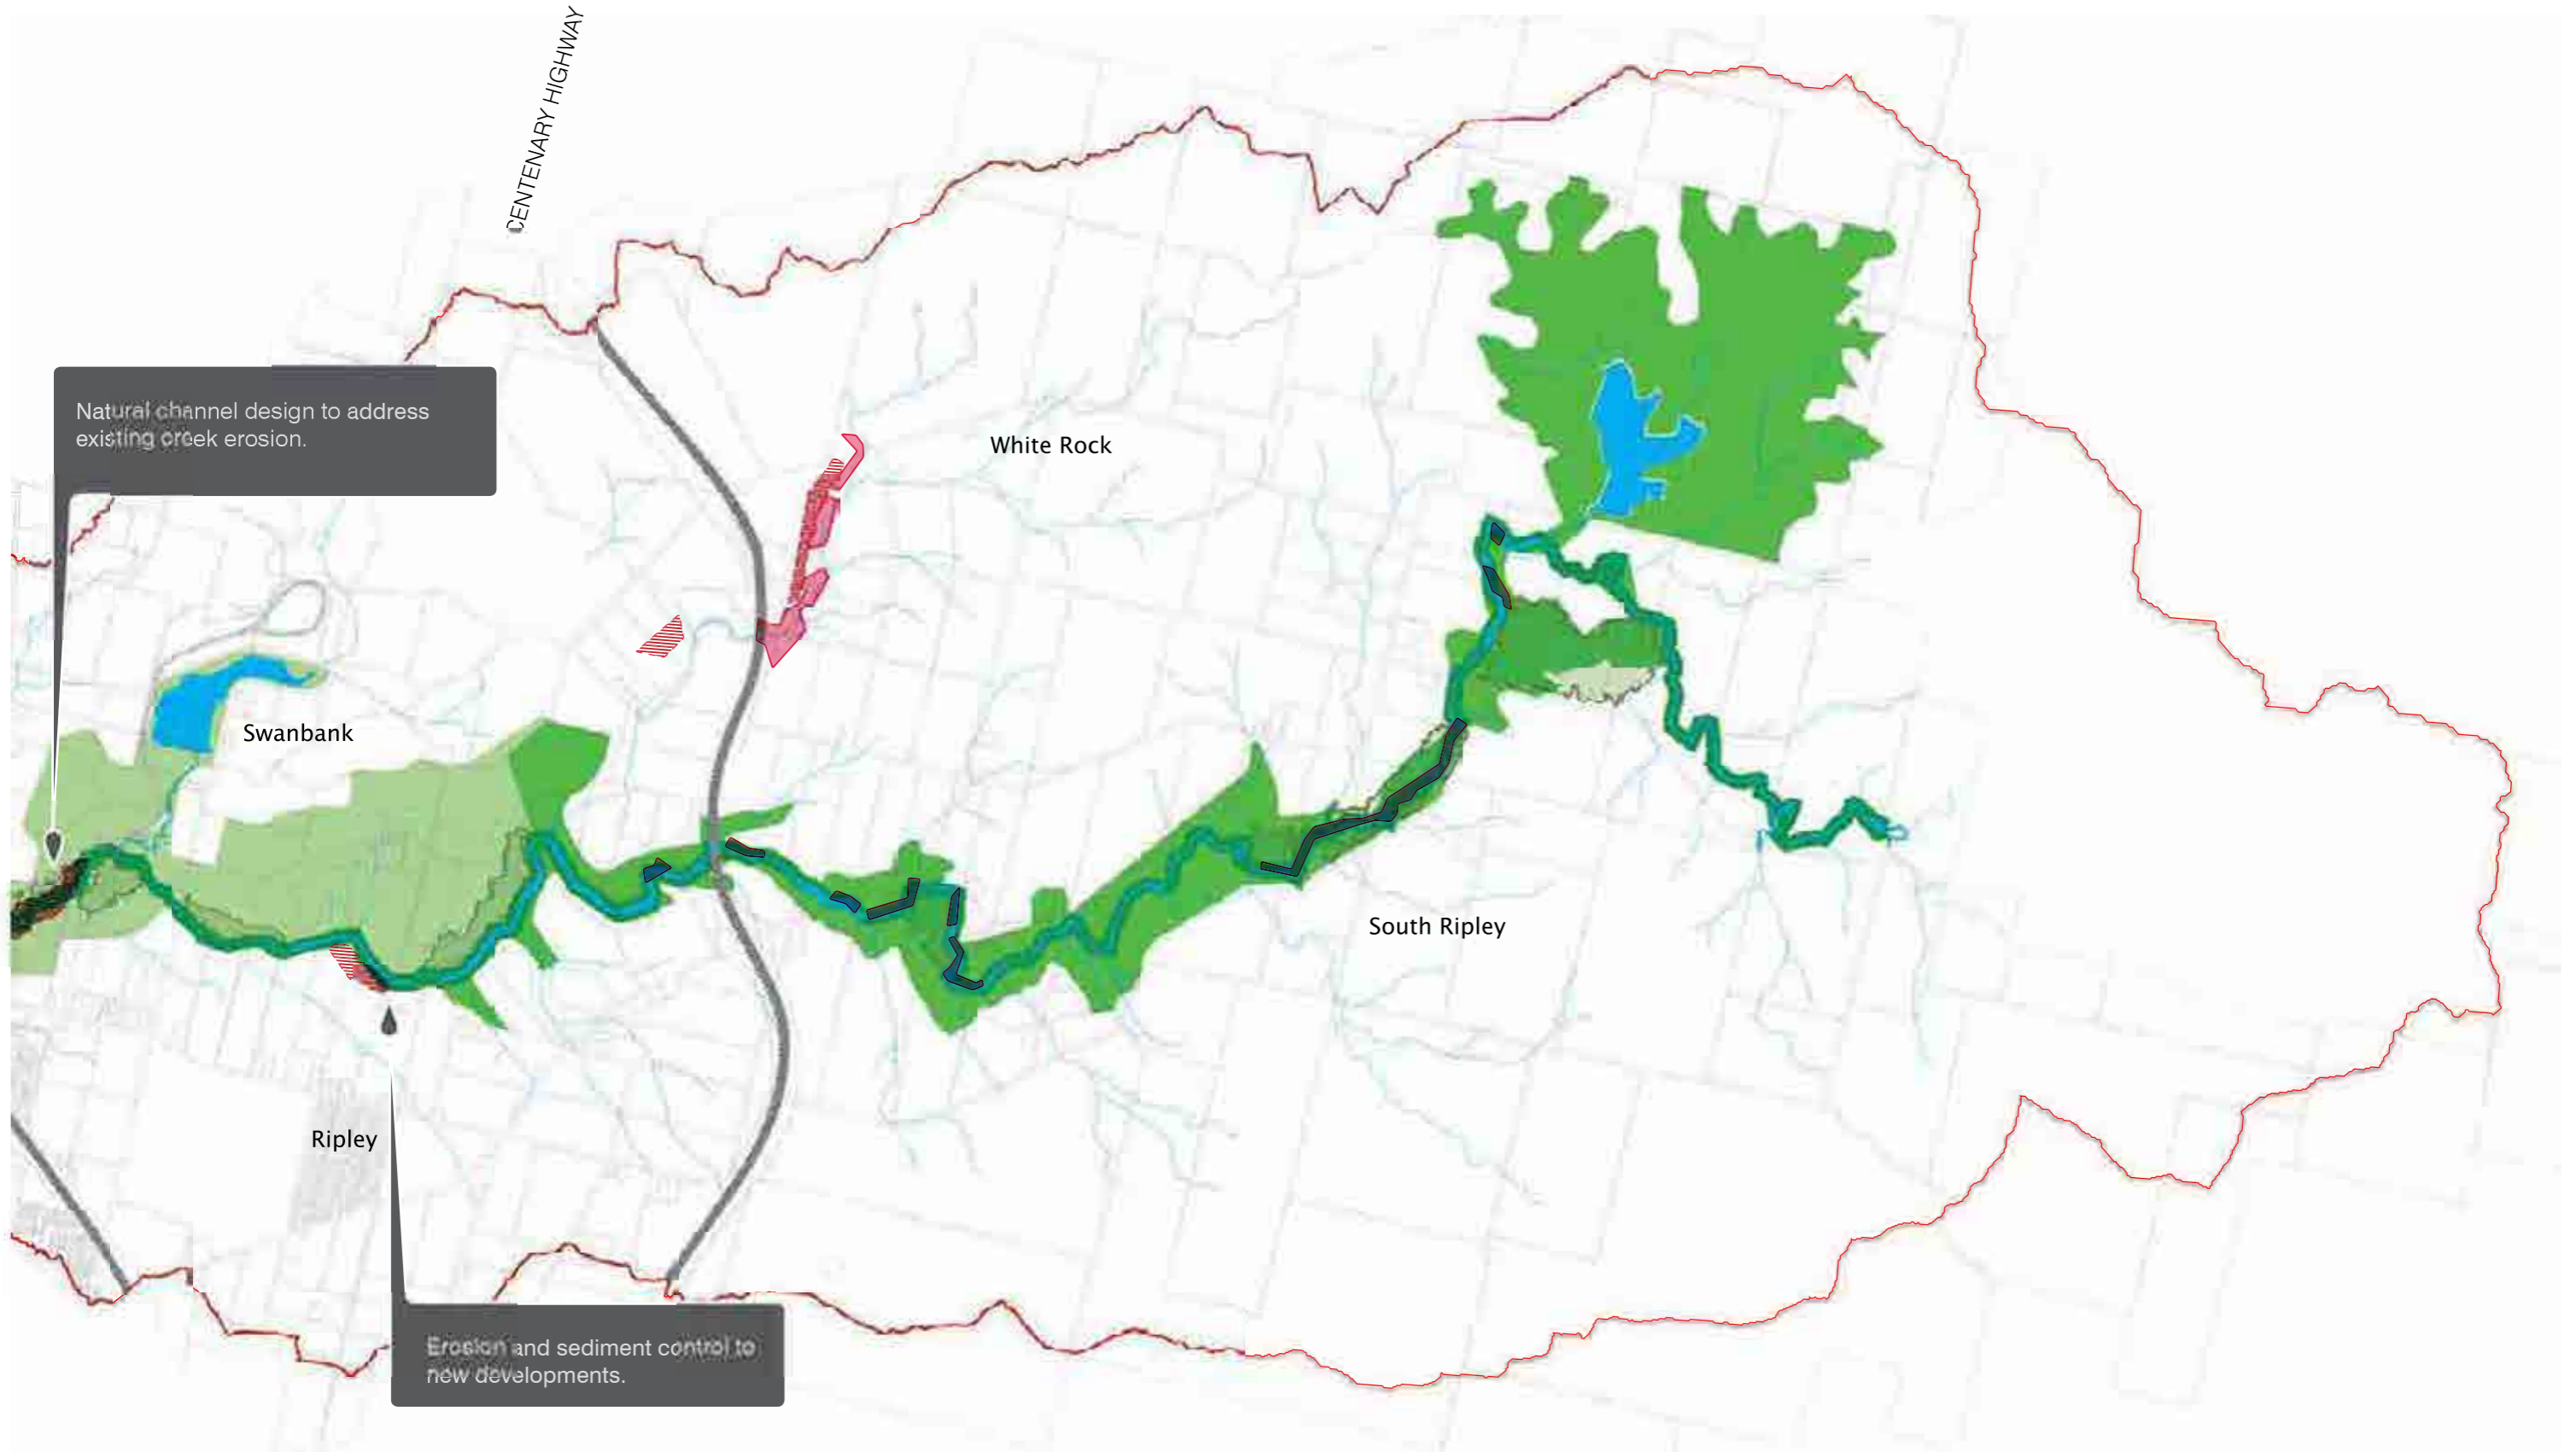 CENTENARY HIGHWAY
Natural channel design to address
existing creek erosion.
White Rock
Swanbank
South Ripley
Ripley
Erosion and sediment control to
new developments.